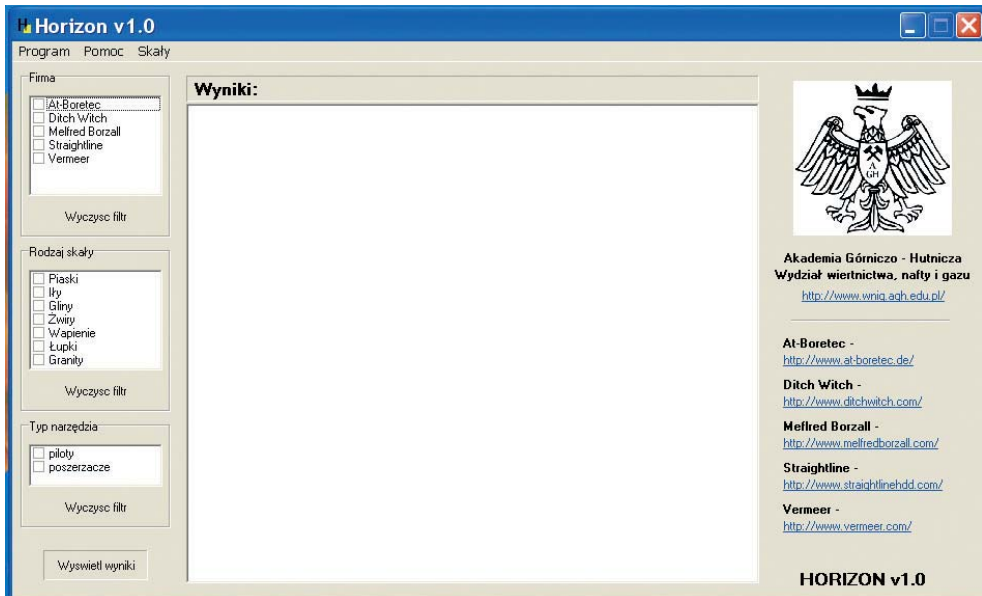 Horizon v1.0
Program Pomoc Skały
Firma
At-Boretec
Ditch Witch
Melfred Borzall
Straightline
Vermeer
Wyczysc filtr
Rodzaj skały
Piaski
Iły
Gliny
Żwiry
Wapienie
Łupki
Granity
Wyczysc filtr
Typ narzędzia
piloty
poszerzacze
Wyczysc filtr
Wyswietl wyniki
Wyniki:
A
GH
Akademia Górniczo - Hutnicza
Wydział wiertnictwa, nafty i gazu
http://www.wnig.agh.edu.pl/
At-Boretec -
http://www.at-boretec.de/
Ditch Witch -
http://www.ditchwitch.com/
Meflred Borzall -
http://www.melfredborzall.com/
Straightline -
http://www.straightlinehdd.com/
Vermeer -
http://www.vermeer.com/
HORIZON v1.0